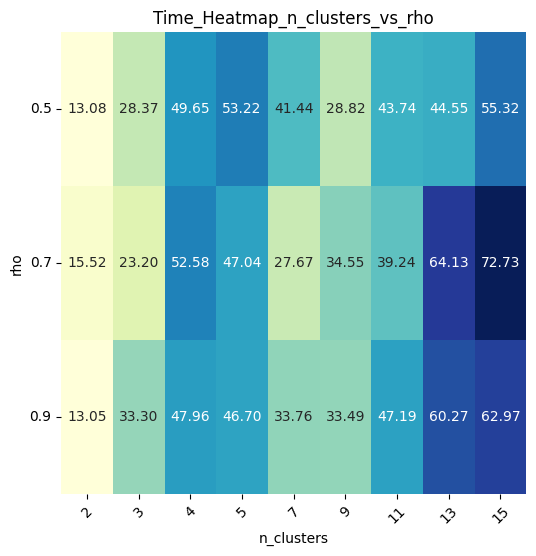 Time_Heatmap_n_clusters_vs_rho
0.5 13.08 28.37 49.65 53.22 41.44 28.82 43.74 44.55 55.32
rho
0.7 15.52 23.20 52.58 47.04 27.67 34.55 39.24 64.13 72.73
0.9 13.05 33.30 47.96 46.70 33.76 33.49 47.19 60.27 62.97
2 3 4 5 7 9 11 13 15
n_clusters